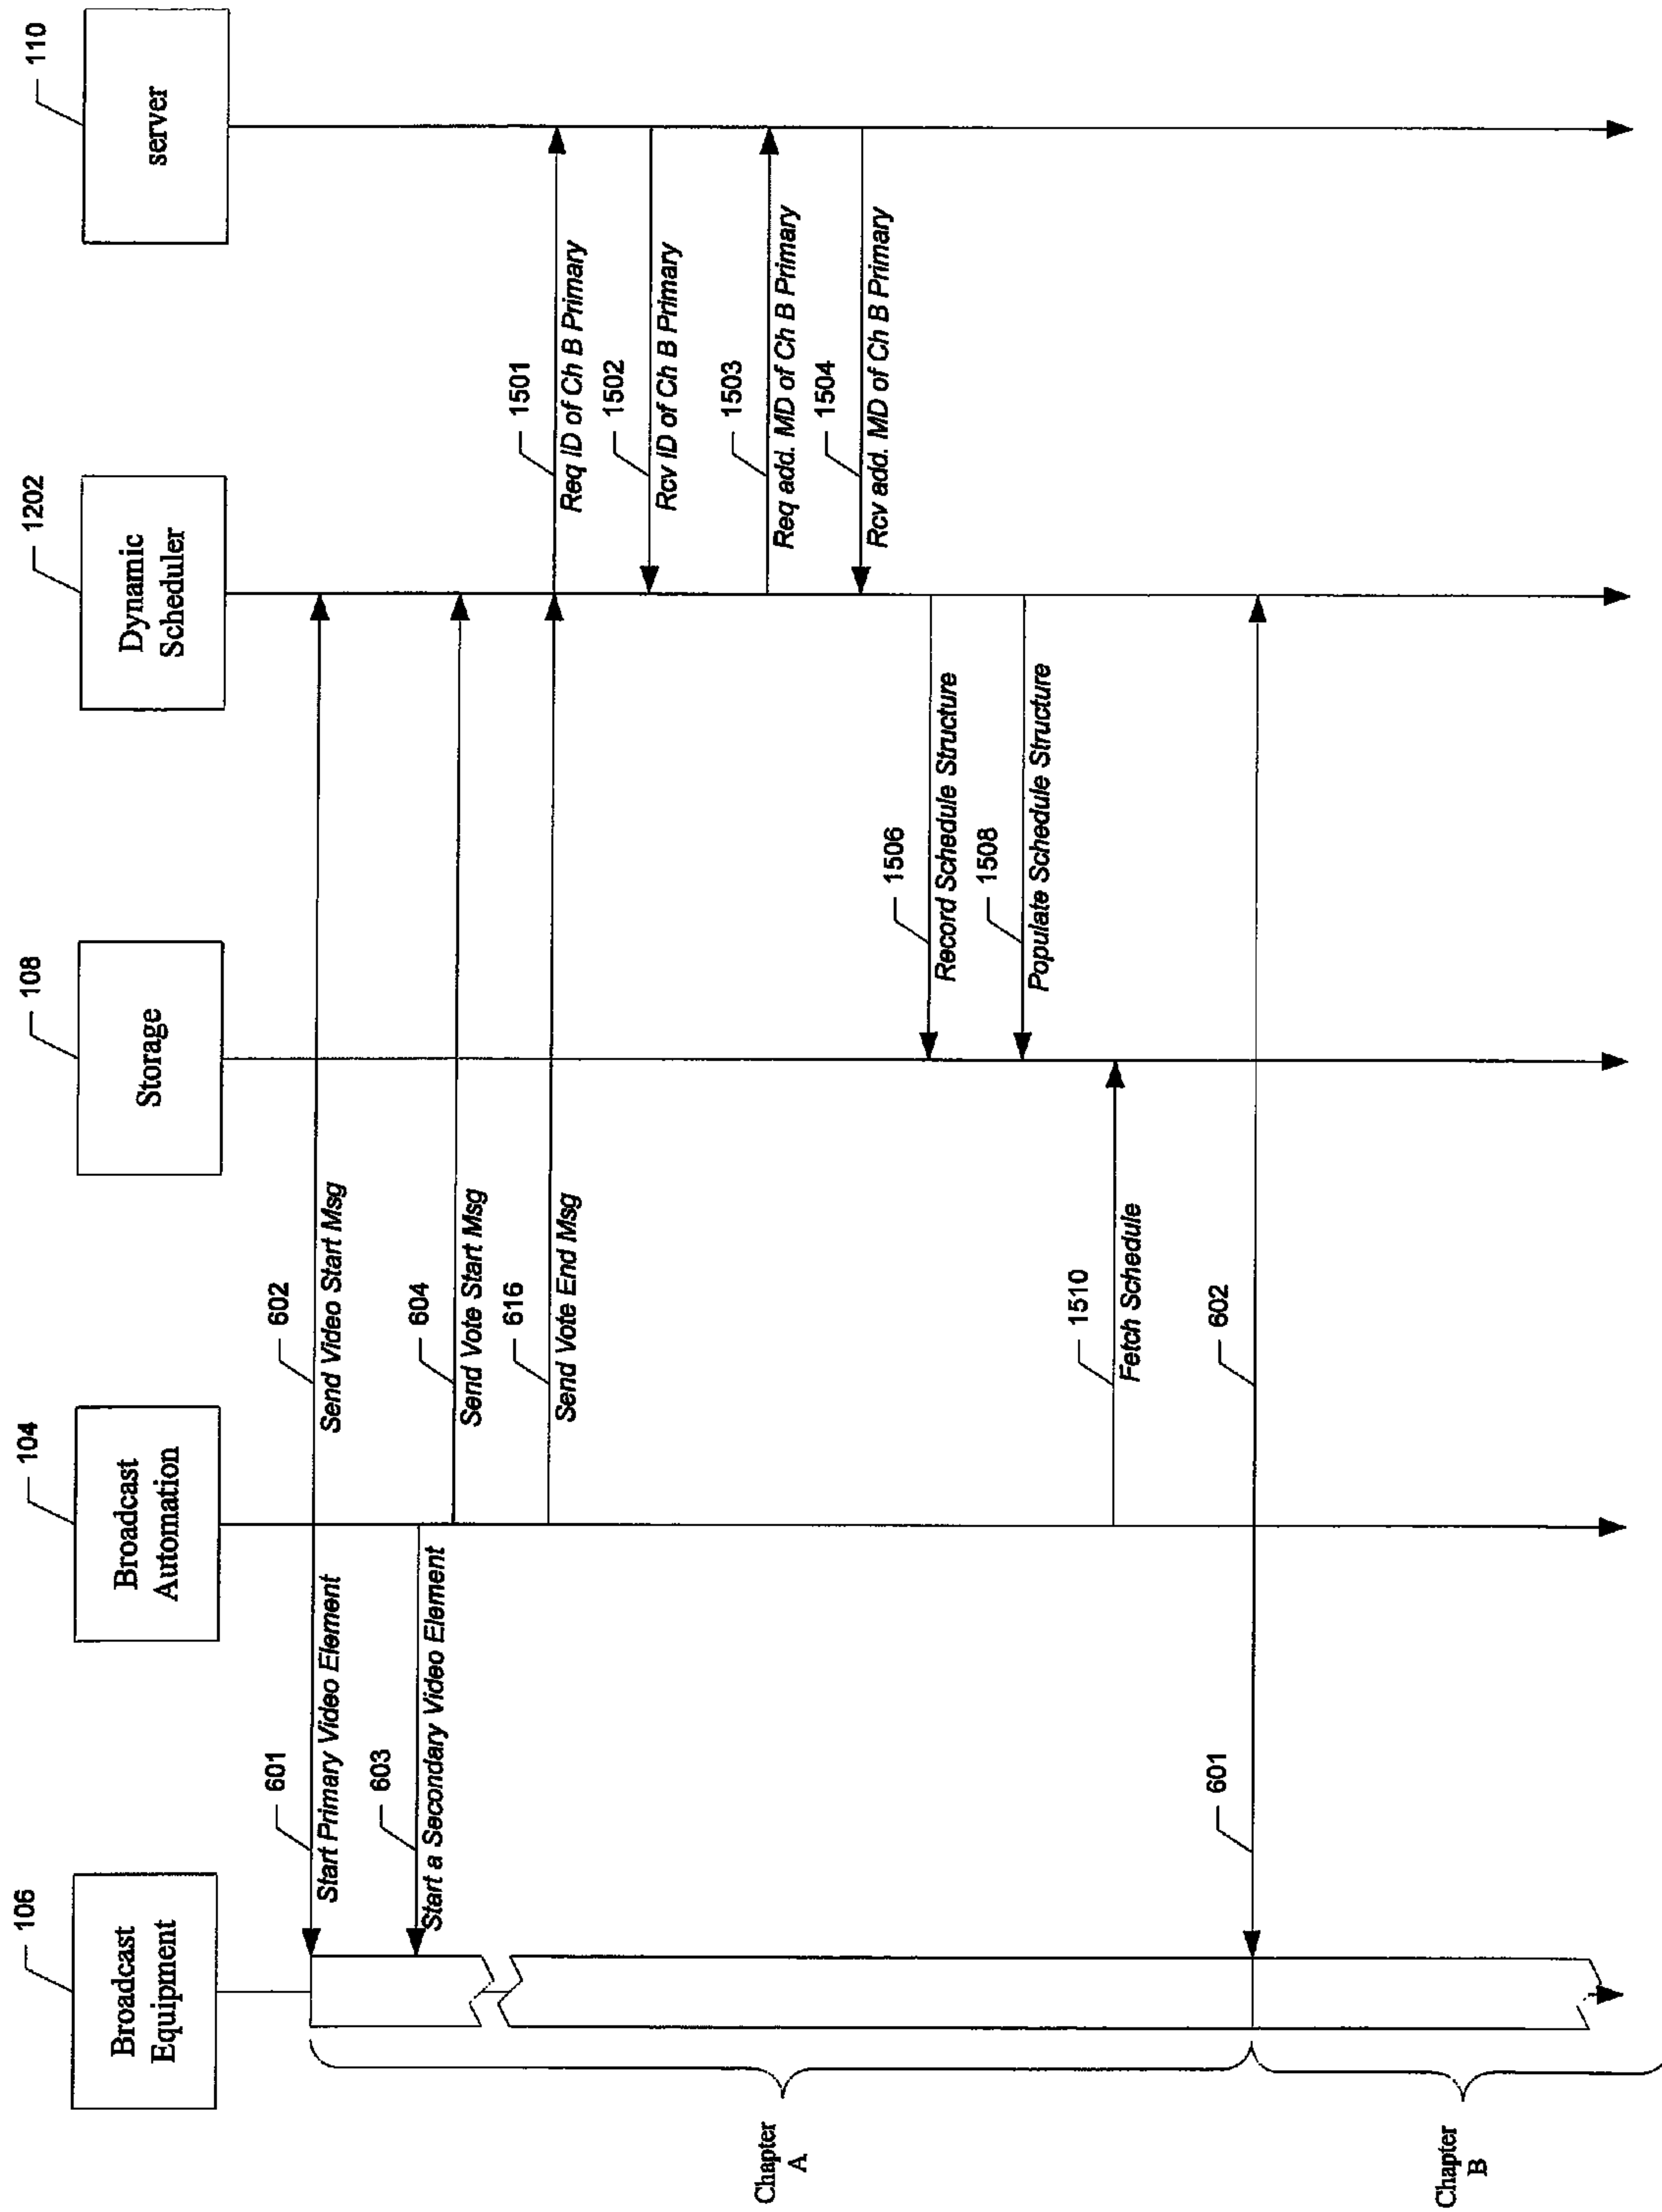 106
Broadcast
Equipment
104
Broadcast
Automation
108
Storage
1202
Dynamic
Scheduler
110
server
601
Start Primary Video Element
602
Send Video Start Msg
603
Start a Secondary Video Element
604
Send Vote Start Msg
616
Send Vote End Msg
1501
Req ID of Ch B Primary
1502
Rcv ID of Ch B Primary
1503
Req add. MD of Ch B Primary
1504
Rcv add. MD of Ch B Primary
1506
Record Schedule Structure
1508
Populate Schedule Structure
1510
Fetch Schedule
601
602
Chapter
A
Chapter
B